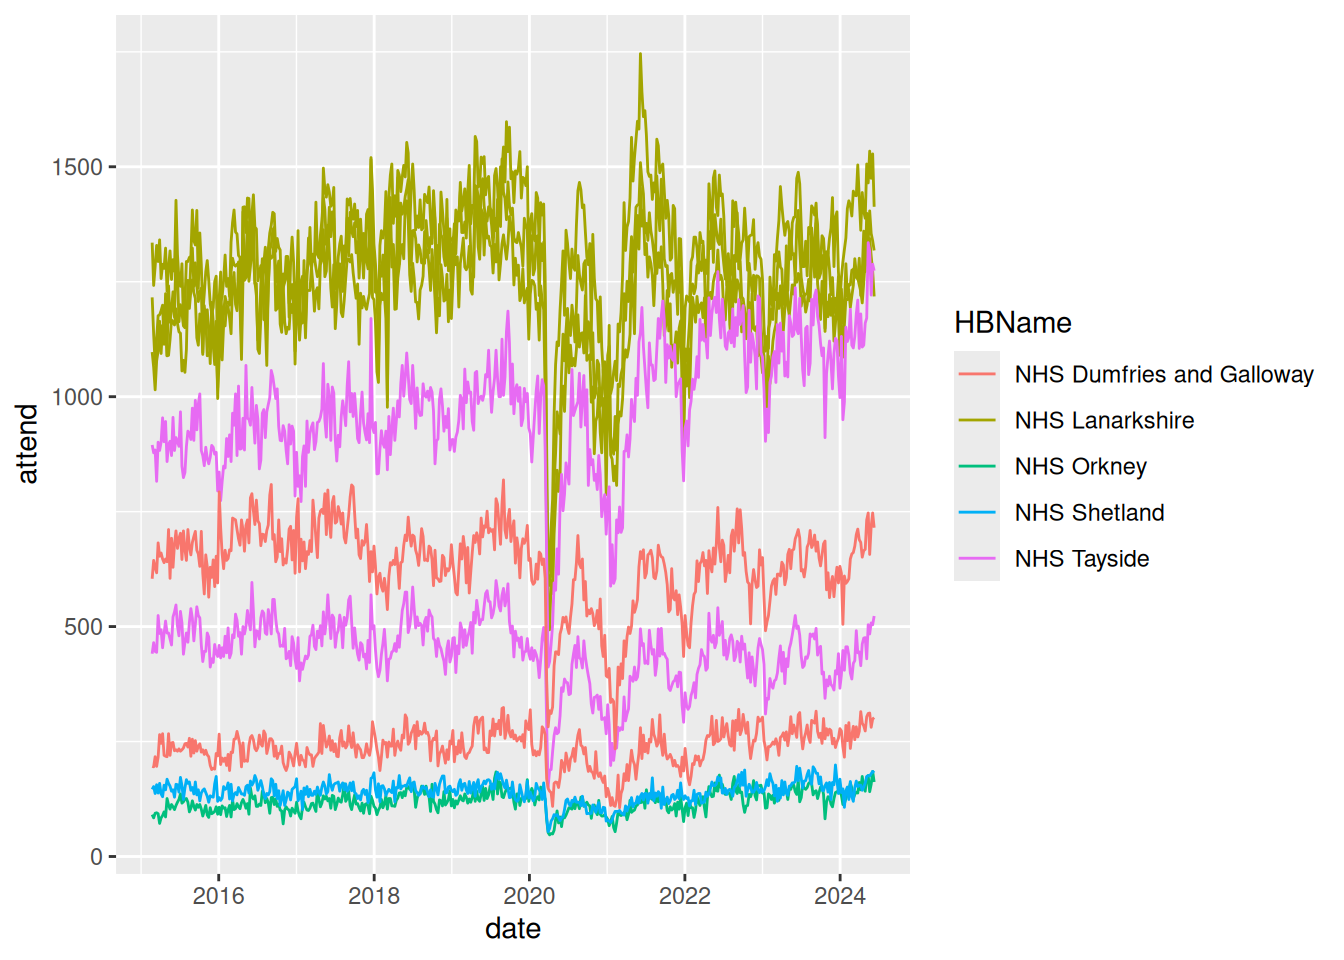 1500
1000
500
0
attend
2016
2018
2020
2022
2024
date
HBName
NHS Dumfries and Galloway
NHS Lanarkshire
NHS Orkney
NHS Shetland
NHS Tayside